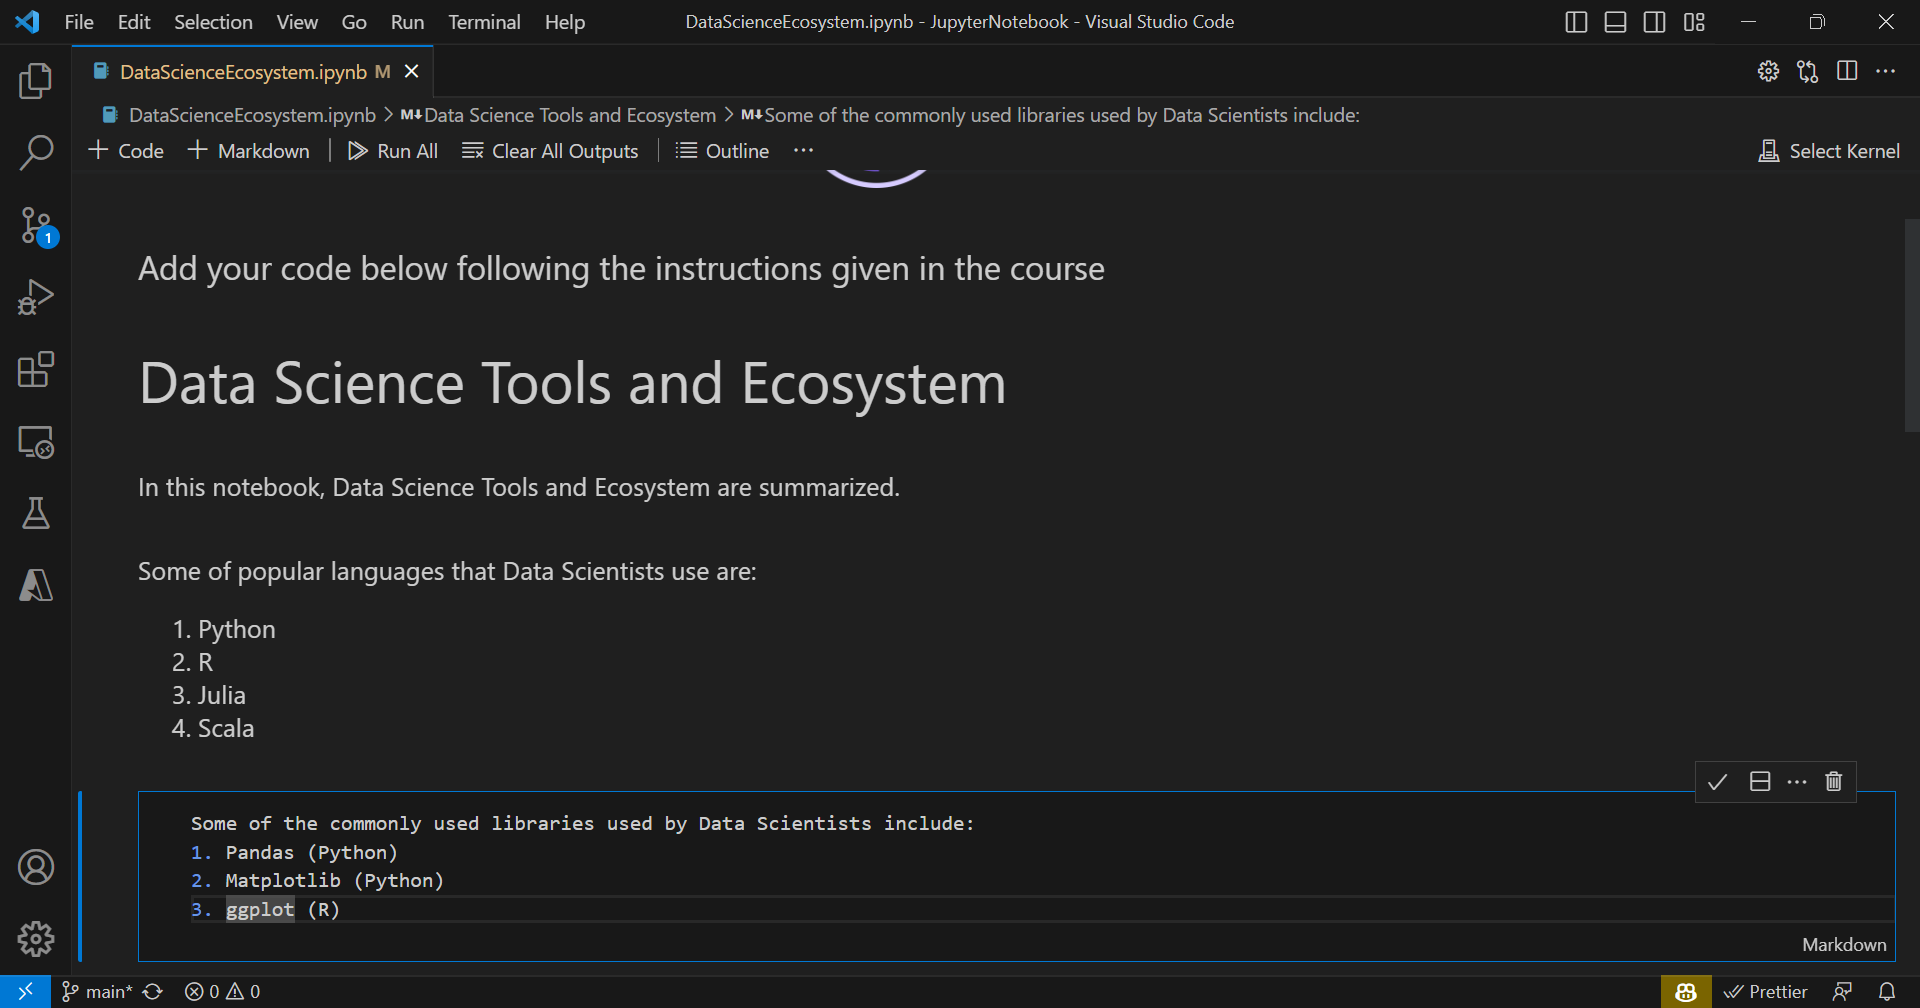 File Edit Selection View Go Run Terminal Help DataScienceEcosystem.ipynb - JupyterNotebook - Visual Studio Code
DataScienceEcosystem.ipynb M
DataScienceEcosystem.ipynb > M↓Data Science Tools and Ecosystem > M↓Some of the commonly used libraries used by Data Scientists include:
+ Code + Markdown Run All Clear All Outputs Outline ··· Select Kernel
1
Add your code below following the instructions given in the course
Data Science Tools and Ecosystem
In this notebook, Data Science Tools and Ecosystem are summarized.
Some of popular languages that Data Scientists use are:
1. Python
2. R
3. Julia
4. Scala
Some of the commonly used libraries used by Data Scientists include:
1. Pandas (Python)
2. Matplotlib (Python)
3. ggplot (R)
Markdown
main* 0 0 Prettier